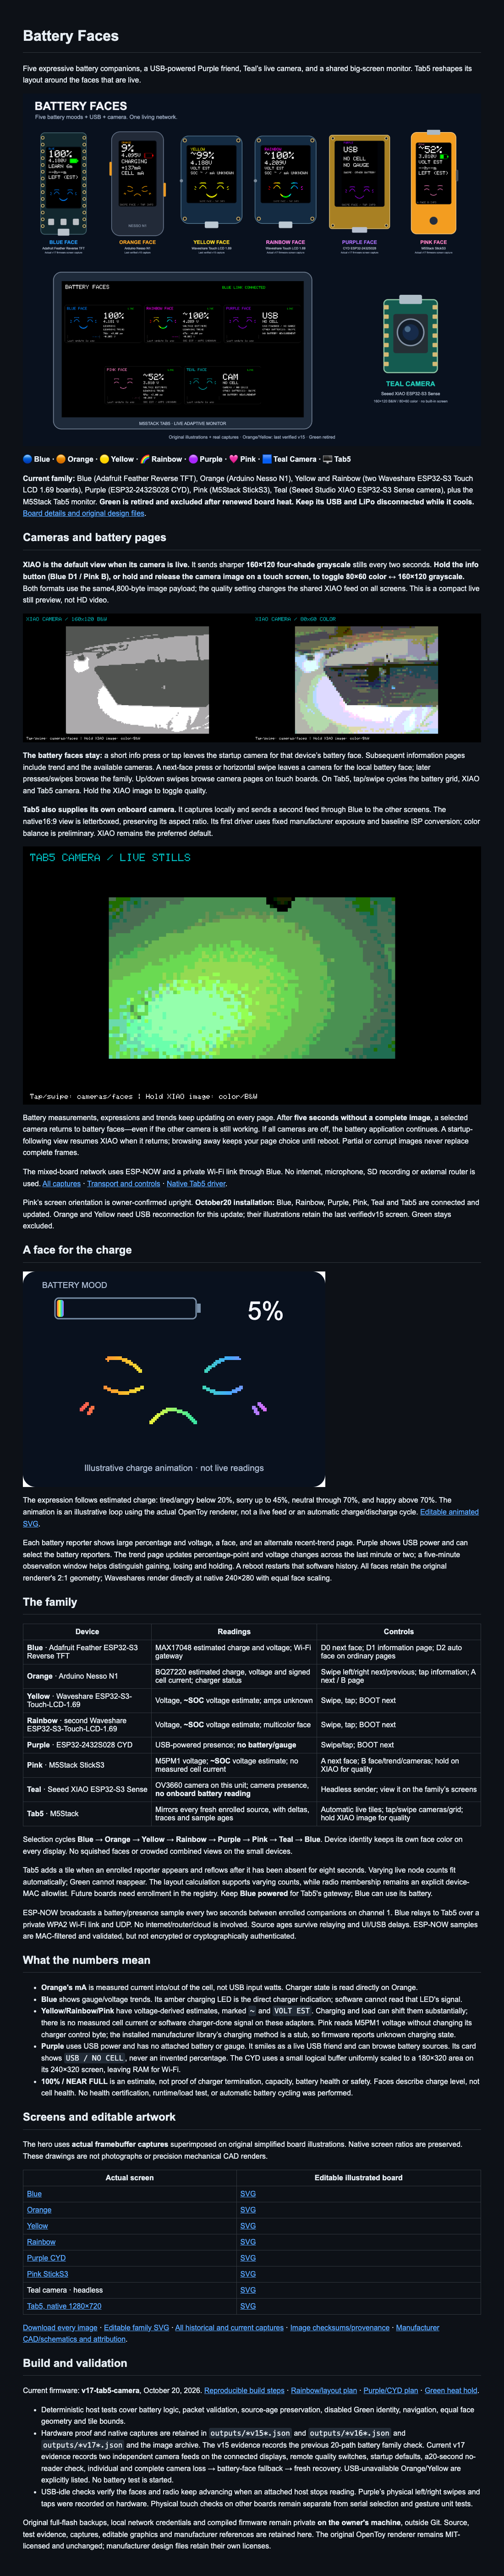 Battery Faces
Five expressive battery companions, a USB-powered Purple friend, Teal's live camera, and a shared big-screen monitor. Tab5 reshapes its
layout around the faces that are live.
BATTERY FACES
Five battery moods + USB + camera. One living network.
BLUE FACE
ORANGE FACE
YELLOW FACE
RAINBOW FACE
PURPLE FACE
PINK FACE
BATTERY FACES
BLUE LINK CONNECTED
M5STACK TAB5 · LIVE ADAPTIVE MONITOR
TEAL CAMERA
Seeed XIAO ESP32-S3 Sense
Original illustrations + real captures · Orange/Yellow: last verified v15 · Green retired
🔵 Blue · 🟠 Orange · 🟡 Yellow · 🌈 Rainbow · 🟣 Purple · 💗 Pink · 🟦 Teal Camera · 🖥️ Tab5
Current family: Blue (Adafruit Feather Reverse TFT), Orange (Arduino Nesso N1), Yellow and Rainbow (two Waveshare ESP32-S3 Touch
LCD 1.69 boards), Purple (ESP32-2432S028 CYD), Pink (M5Stack StickS3), Teal (Seeed Studio XIAO ESP32-S3 Sense camera), plus the
M5Stack Tab5 monitor. Green is retired and excluded after renewed board heat. Keep its USB and LiPo disconnected while it cools.
Board details and original design files.
Cameras and battery pages
XIAO is the default view when its camera is live. It sends sharper 160×120 four-shade grayscale stills every two seconds. Hold the info
button (Blue D1 / Pink B), or hold and release the camera image on a touch screen, to toggle 80×60 color ↔ 160×120 grayscale.
Both formats use the same4,800-byte image payload; the quality setting changes the shared XIAO feed on all screens. This is a compact live
still preview, not HD video.
XIAO CAMERA / 160x120 B&W
XIAO CAMERA / 80x60 COLOR
Tap/swipe: cameras/faces | Hold XIAO image: color/B&W
Tap/swipe: cameras/faces | Hold XIAO image: color/B&W
The battery faces stay: a short info press or tap leaves the startup camera for that device's battery face. Subsequent information pages
include trend and the available cameras. A next-face press or horizontal swipe leaves a camera for the local battery face; later
presses/swipes browse the family. Up/down swipes browse camera pages on touch boards. On Tab5, tap/swipe cycles the battery grid, XIAO
and Tab5 camera. Hold the XIAO image to toggle quality.
Tab5 also supplies its own onboard camera. It captures locally and sends a second feed through Blue to the other screens. The
native16:9 view is letterboxed, preserving its aspect ratio. Its first driver uses fixed manufacturer exposure and baseline ISP conversion; color
balance is preliminary. XIAO remains the preferred default.
TAB5 CAMERA / LIVE STILLS
Tap/swipe: cameras/faces | Hold XIAO image: color/B&W
Battery measurements, expressions and trends keep updating on every page. After five seconds without a complete image, a selected
camera returns to battery faces—even if the other camera is still working. If all cameras are off, the battery application continues. A startup-
following view resumes XIAO when it returns; browsing away keeps your page choice until reboot. Partial or corrupt images never replace
complete frames.
The mixed-board network uses ESP-NOW and a private Wi-Fi link through Blue. No internet, microphone, SD recording or external router is
used. All captures · Transport and controls · Native Tab5 driver.
Pink's screen orientation is owner-confirmed upright. October20 installation: Blue, Rainbow, Purple, Pink, Teal and Tab5 are connected and
updated. Orange and Yellow need USB reconnection for this update; their illustrations retain the last verifiedv15 screen. Green stays
excluded.
A face for the charge
BATTERY MOOD
5%
Illustrative charge animation · not live readings
The expression follows estimated charge: tired/angry below 20%, sorry up to 45%, neutral through 70%, and happy above 70%. The
animation is an illustrative loop using the actual OpenToy renderer, not a live feed or an automatic charge/discharge cycle. Editable animated
SVG.
Each battery reporter shows large percentage and voltage, a face, and an alternate recent-trend page. Purple shows USB power and can
select the battery reporters. The trend page updates percentage-point and voltage changes across the last minute or two; a five-minute
observation window helps distinguish gaining, losing and holding. A reboot restarts that software history. All faces retain the original
renderer's 2:1 geometry; Waveshares render directly at native 240×280 with equal face scaling.
The family
Device Readings Controls
Blue · Adafruit Feather ESP32-S3 Reverse TFT MAX17048 estimated charge and voltage; Wi-Fi gateway D0 next face; D1 information page; D2 auto face on ordinary pages
Orange · Arduino Nesso N1 BQ27220 estimated charge, voltage and signed cell current; charger status Swipe left/right next/previous; tap information; A next / B page
Yellow · Waveshare ESP32-S3-Touch-LCD-1.69 Voltage, ~SOC voltage estimate; amps unknown Swipe, tap; BOOT next
Rainbow · second Waveshare ESP32-S3-Touch-LCD-1.69 Voltage, ~SOC voltage estimate; multicolor face Swipe, tap; BOOT next
Purple · ESP32-2432S028 CYD USB-powered presence; no battery/gauge Swipe/tap; BOOT next
Pink · M5Stack StickS3 M5PM1 voltage; ~SOC voltage estimate; no measured cell current A next face; B face/trend/cameras; hold on XIAO for quality
Teal · Seeed XIAO ESP32-S3 Sense OV3660 camera on this unit; camera presence, no onboard battery reading Headless sender; view it on the family's screens
Tab5 · M5Stack Mirrors every fresh enrolled source, with deltas, traces and sample ages Automatic live tiles; tap/swipe cameras/grid; hold XIAO image for quality
Selection cycles Blue → Orange → Yellow → Rainbow → Purple → Pink → Teal → Blue. Device identity keeps its own face color on
every display. No squished faces or crowded combined views on the small devices.
Tab5 adds a tile when an enrolled reporter appears and reflows after it has been absent for eight seconds. Varying live node counts fit
automatically; Green cannot reappear. The layout calculation supports varying counts, while radio membership remains an explicit device-
MAC allowlist. Future boards need enrollment in the registry. Keep Blue powered for Tab5's gateway; Blue can use its battery.
ESP-NOW broadcasts a battery/presence sample every two seconds between enrolled companions on channel 1. Blue relays to Tab5 over a
private WPA2 Wi-Fi link and UDP. No internet/router/cloud is involved. Source ages survive relaying and UI/USB delays. ESP-NOW samples
are MAC-filtered and validated, but not encrypted or cryptographically authenticated.
What the numbers mean
• Orange's mA is measured current into/out of the cell, not USB input watts. Charger state is read directly on Orange.
• Blue shows gauge/voltage trends. Its amber charging LED is the direct charger indication; software cannot read that LED's signal.
• Yellow/Rainbow/Pink have voltage-derived estimates, marked ~ and VOLT EST. Charging and load can shift them substantially;
there is no measured cell current or software charger-done signal on these adapters. Pink reads M5PM1 voltage without changing its
charger control byte; the installed manufacturer library's charging method is a stub, so firmware reports unknown charging state.
• Purple uses USB power and has no attached battery or gauge. It smiles as a live USB friend and can browse battery sources. Its card
shows USB / NO CELL, never an invented percentage. The CYD uses a small logical buffer uniformly scaled to a 180×320 area on
its 240×320 screen, leaving RAM for Wi-Fi.
• 100% / NEAR FULL is an estimate, not proof of charger termination, capacity, battery health or safety. Faces describe charge level, not
cell health. No health certification, runtime/load test, or automatic battery cycling was performed.
Screens and editable artwork
The hero uses actual framebuffer captures superimposed on original simplified board illustrations. Native screen ratios are preserved.
These drawings are not photographs or precision mechanical CAD renders.
Actual screen Editable illustrated board
Blue SVG
Orange SVG
Yellow SVG
Rainbow SVG
Purple CYD SVG
Pink StickS3 SVG
Teal camera · headless SVG
Tab5, native 1280×720 SVG
Download every image · Editable family SVG · All historical and current captures · Image checksums/provenance · Manufacturer
CAD/schematics and attribution.
Build and validation
Current firmware: v17-tab5-camera, October 20, 2026. Reproducible build steps · Rainbow/layout plan · Purple/CYD plan · Green heat hold.
• Deterministic host tests cover battery logic, packet validation, source-age preservation, disabled Green identity, navigation, equal face
geometry and tile bounds.
• Hardware proof and native captures are retained in outputs/*v15*.json and outputs/*v16*.json and
outputs/*v17*.json and the image archive. The v15 evidence includes the previous 20-path battery family check. Current v17
evidence records two independent camera feeds on the connected displays, remote quality switches, startup defaults, a20-second no-
reader check, individual and complete camera loss → battery-face fallback → fresh recovery. USB-unavailable Orange/Yellow are
explicitly listed. No battery test is started.
• USB-idle checks verify the faces and radio keep advancing when an attached host stops reading. Purple's physical left/right swipes and
taps were recorded on hardware. Physical touch checks on other boards remain separate from serial selection and gesture unit tests.
Original full-flash backups, local network credentials and compiled firmware remain private on the owner's machine, outside Git. Source,
test evidence, captures, editable graphics and manufacturer references are retained here. The original OpenToy renderer remains MIT-
licensed and unchanged; manufacturer design files retain their own licenses.